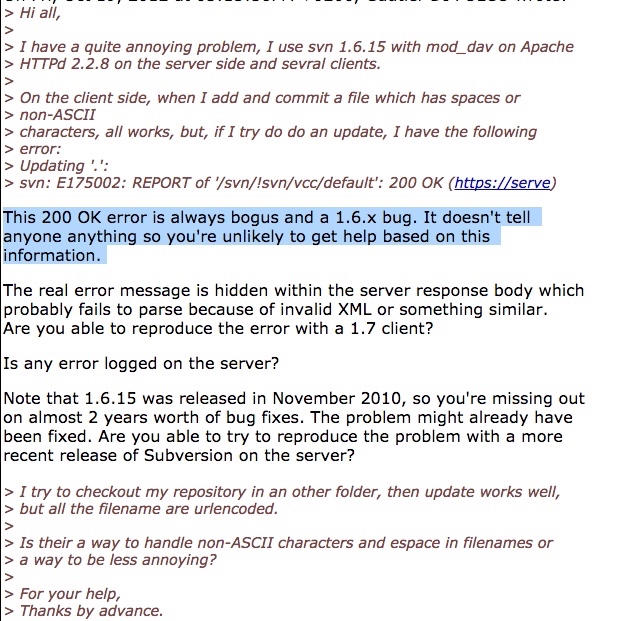 > Hi all,
>
> I have a quite annoying problem, I use svn 1.6.15 with mod_dav on Apache
> HTTPd 2.2.8 on the server side and sevral clients.
>
> On the client side, when I add and commit a file which has spaces or
> non-ASCII
> characters, all works, but, if I try do do an update, I have the following
> error:
> Updating '.':
> svn: E175002: REPORT of '/svn/!svn/vcc/default': 200 OK (https://serve)
This 200 OK error is always bogus and a 1.6.x bug. It doesn't tell
anyone anything so you're unlikely to get help based on this
information.
The real error message is hidden within the server response body which
probably fails to parse because of invalid XML or something similar.
Are you able to reproduce the error with a 1.7 client?
Is any error logged on the server?
Note that 1.6.15 was released in November 2010, so you're missing out
on almost 2 years worth of bug fixes. The problem might already have
been fixed. Are you able to try to reproduce the problem with a more
recent release of Subversion on the server?
> I try to checkout my repository in an other folder, then update works well,
> but all the filename are urlencoded.
>
> Is their a way to handle non-ASCII characters and espace in filenames or
> a way to be less annoying?
>
> For your help,
> Thanks by advance.